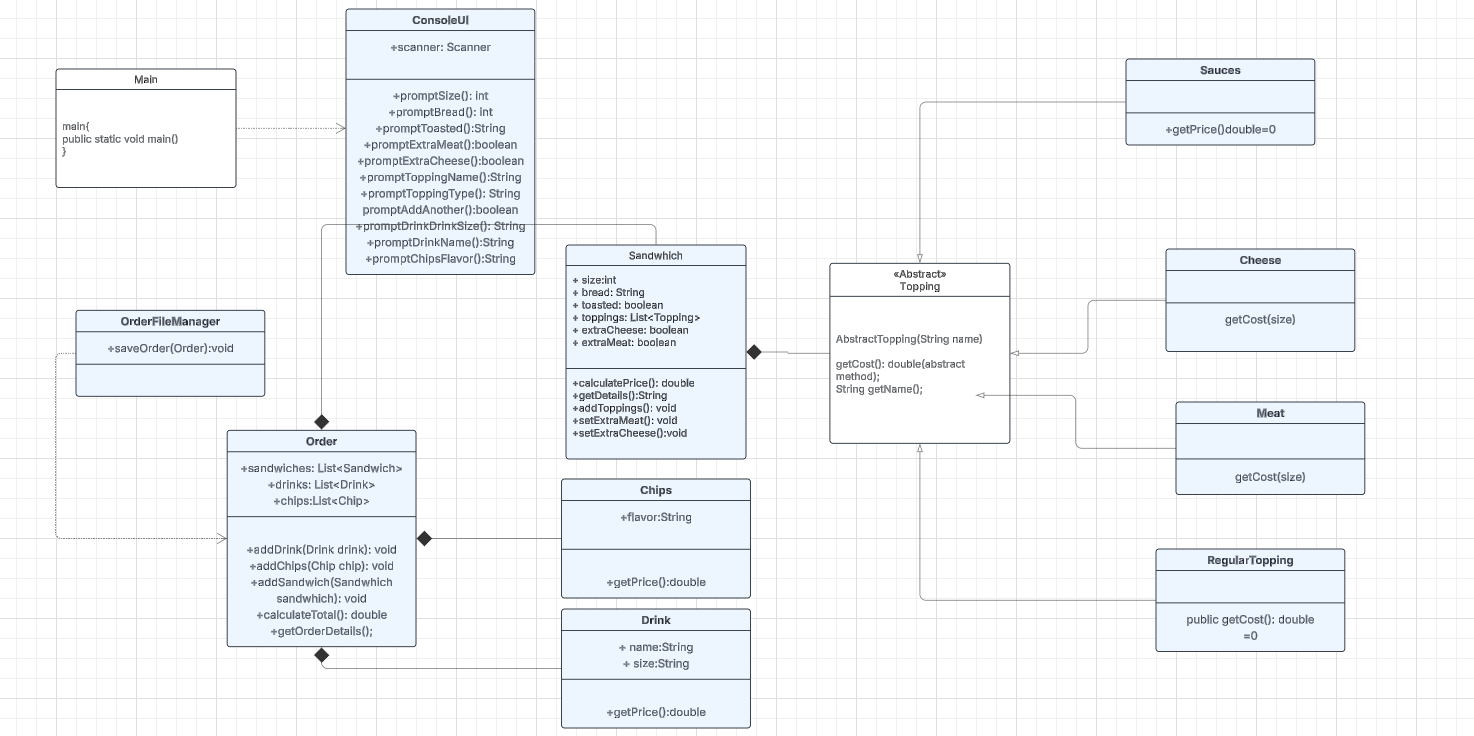 ConsoleUI
+scanner: Scanner
+promptSize(): int
+promptBread(): int
+promptToasted():String
+promptExtraMeat():boolean
+promptExtraCheese():boolean
+promptToppingName():String
+promptToppingType(): String
promptAddAnother():boolean
+promptDrinkDrinkSize(): String
+promptDrinkName():String
+promptChipsFlavor():String
Main
main{
public static void main()
}
Sauces
+getPrice()double=0
Sandwhich
+ size:int
+ bread: String
+ toasted: boolean
+ toppings: List<Topping>
+ extraCheese: boolean
+ extraMeat: boolean
+calculatePrice(): double
+getDetails():String
+addToppings(): void
+setExtraMeat(): void
+setExtraCheese():void
«Abstract»
Topping
AbstractTopping(String name)
getCost(): double(abstract
method);
String getName();
Cheese
getCost(size)
OrderFileManager
+saveOrder(Order):void
Meat
getCost(size)
Order
+sandwiches: List<Sandwich>
+drinks: List<Drink>
+chips:List<Chip>
+addDrink(Drink drink): void
+addChips(Chip chip): void
+addSandwich(Sandwhich
sandwhich): void
+calculateTotal(): double
+getOrderDetails();
Chips
+flavor:String
+getPrice():double
RegularTopping
public getCost(): double
=0
Drink
+ name:String
+ size:String
+getPrice():double